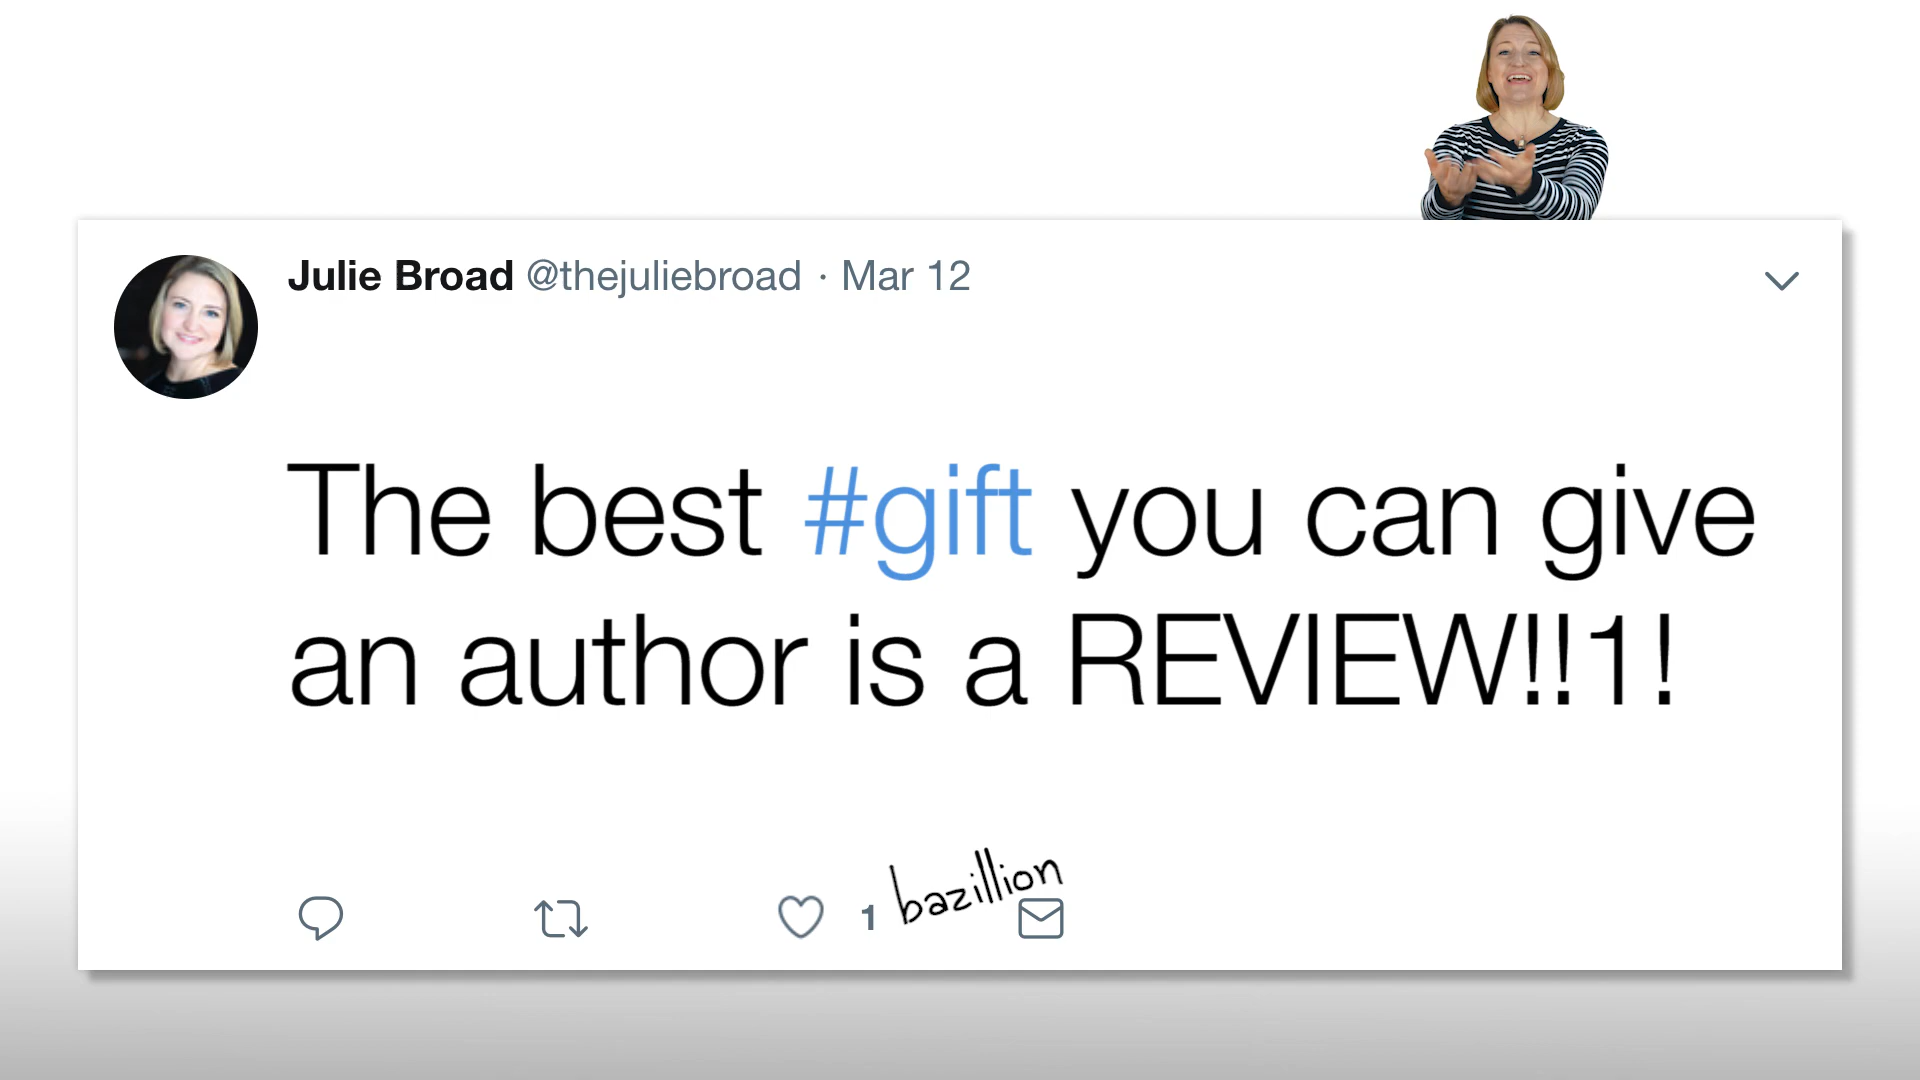 Julie Broad @thejuliebroad · Mar 12
The best #gift you can give
an author is a REVIEW!!1!
1 bazillion